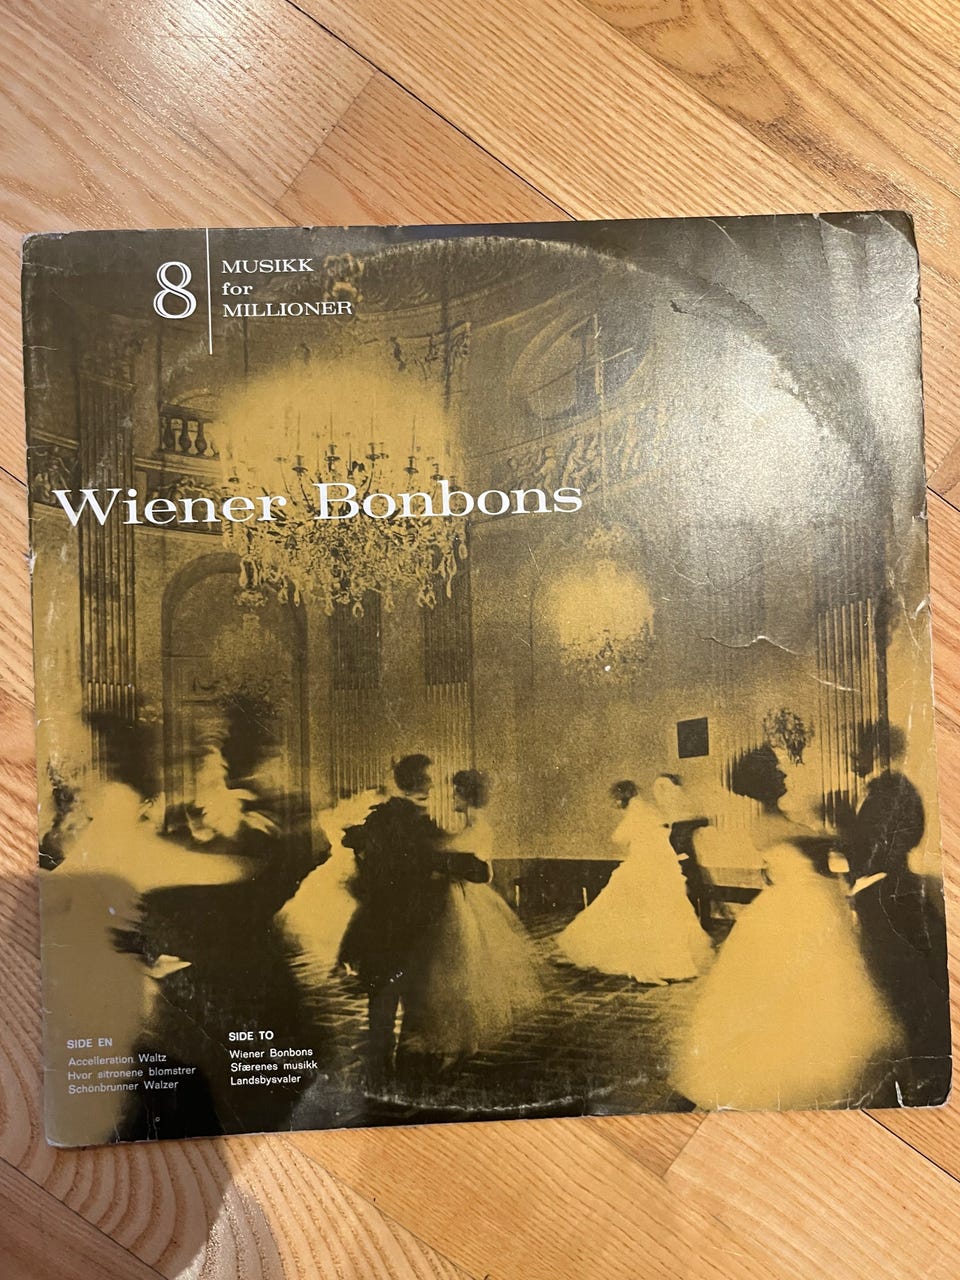 8
MUSIKK
for
MILLIONER
Wiener Bonbons
SIDE EN
Accelleration Waltz
Hvor sitronene blomstrer
Schönbrunner Walzer
SIDE TO
Wiener Bonbons
Sfærenes musikk
Landsbysvaler